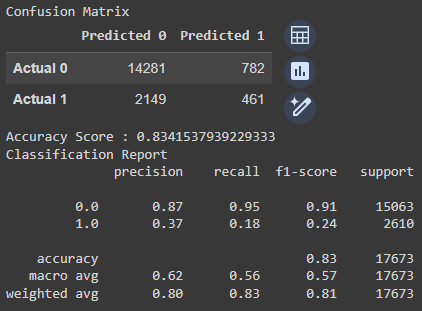 Confusion Matrix
Predicted 0 Predicted 1
Actual 0 14281 782
Actual 1 2149 461
Accuracy Score : 0.8341537939229333
Classification Report
precision recall f1-score support
0.0 0.87 0.95 0.91 15063
1.0 0.37 0.18 0.24 2610
accuracy 0.83 17673
macro avg 0.62 0.56 0.57 17673
weighted avg 0.80 0.83 0.81 17673